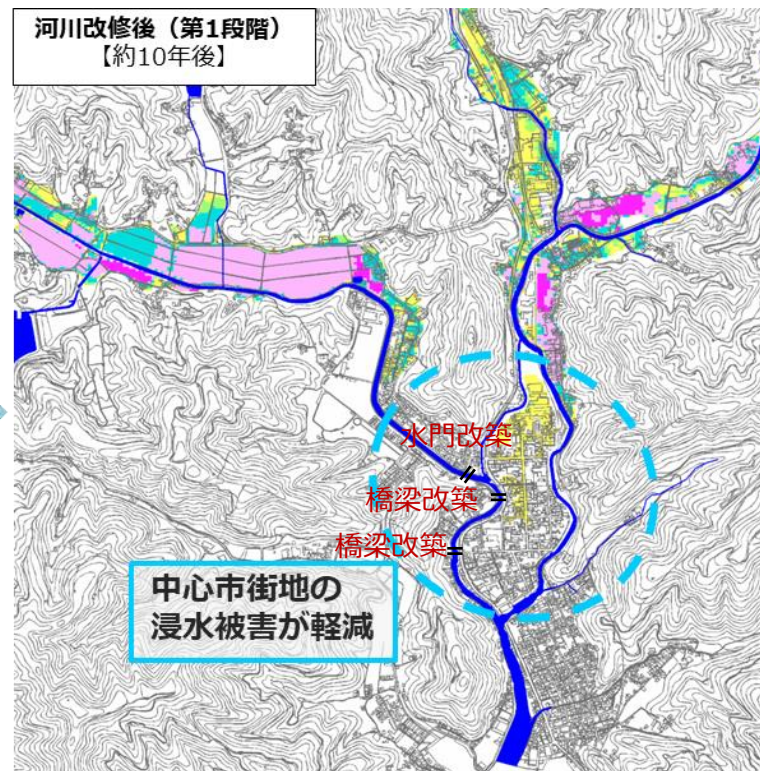 河川改修後（第1段階）
【約10年後】
水門改築
橋梁改築
橋梁改築
中心市街地の
浸水被害が軽減